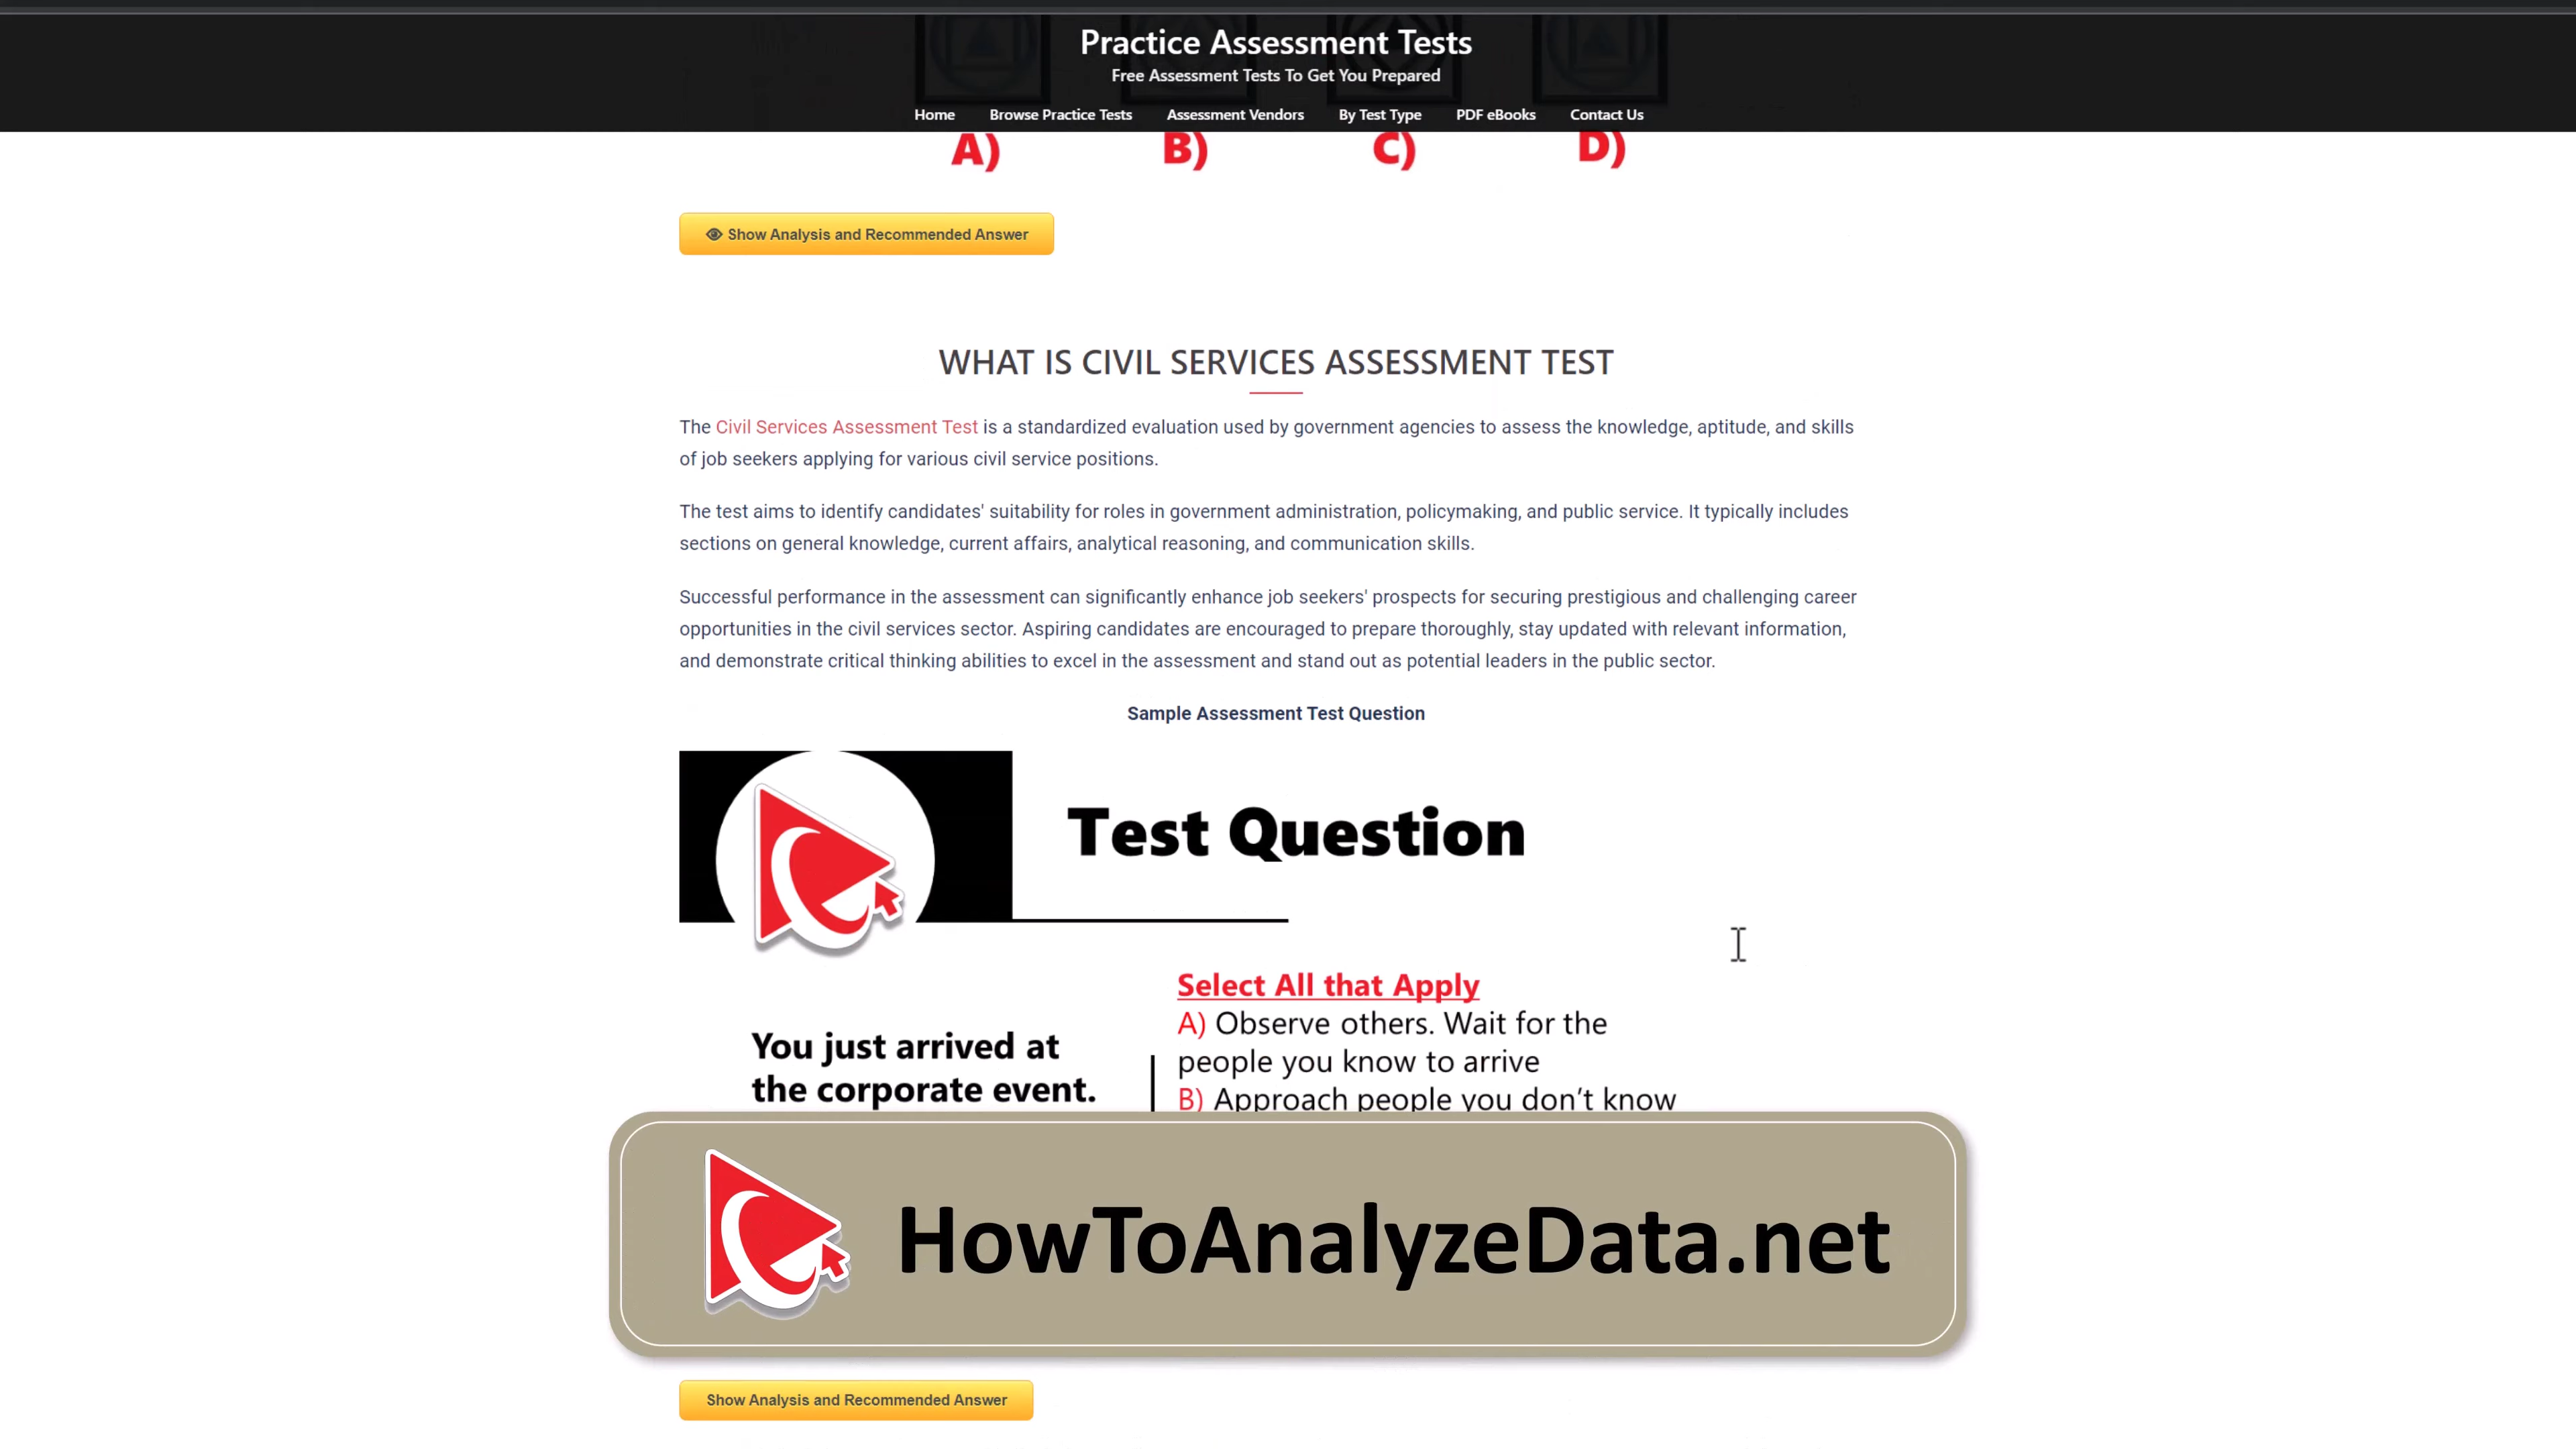 Practice Assessment Tests
Free Assessment Tests To Get You Prepared
Home Browse Practice Tests Assessment Vendors By Test Type PDF eBooks Contact Us
A) B) C) D)
Show Analysis and Recommended Answer
WHAT IS CIVIL SERVICES ASSESSMENT TEST
The Civil Services Assessment Test is a standardized evaluation used by government agencies to assess the knowledge, aptitude, and skills
of job seekers applying for various civil service positions.
The test aims to identify candidates' suitability for roles in government administration, policymaking, and public service. It typically includes
sections on general knowledge, current affairs, analytical reasoning, and communication skills.
Successful performance in the assessment can significantly enhance job seekers' prospects for securing prestigious and challenging career
opportunities in the civil services sector. Aspiring candidates are encouraged to prepare thoroughly, stay updated with relevant information,
and demonstrate critical thinking abilities to excel in the assessment and stand out as potential leaders in the public sector.
Sample Assessment Test Question
Test Question
You just arrived at
the corporate event.
Select All that Apply
A) Observe others. Wait for the
people you know to arrive
B) Approach people you don't know
HowToAnalyzeData.net
Show Analysis and Recommended Answer